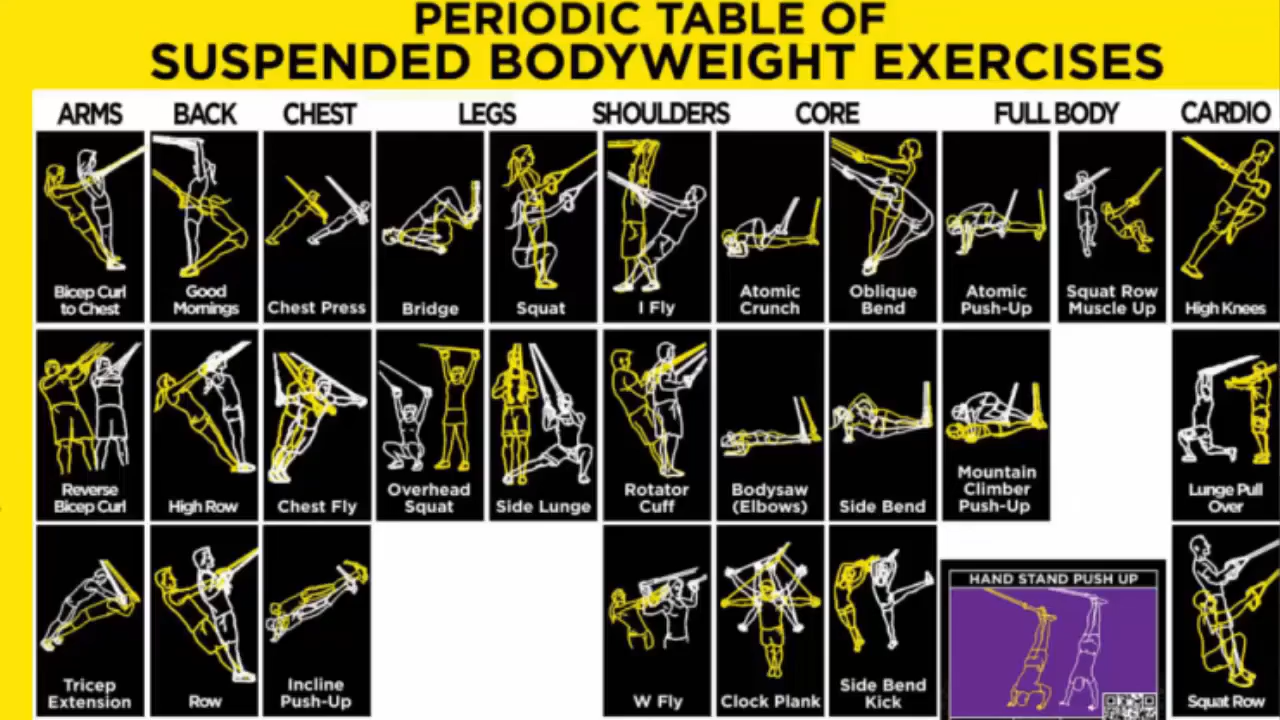 PERIODIC TABLE OF
SUSPENDED BODYWEIGHT EXERCISES
ARMS
BACK
CHEST
LEGS
SHOULDERS
CORE
FULL BODY
CARDIO
Bicep Curl
to Chest
Good
Mornings
Chest Press
Bridge
Squat
I Fly
Atomic
Crunch
Oblique
Bend
Atomic
Push-Up
Squat Row
Muscle Up
High Knees
Reverse
Bicep Curl
High Row
Chest Fly
Overhead
Squat
Side Lunge
Rotator
Cuff
Bodysaw
(Elbows)
Side Bend
Mountain
Climber
Push-Up
Lunge Pull
Over
Tricep
Extension
Row
Incline
Push-Up
W Fly
Clock Plank
Side Bend
Kick
HAND STAND PUSH UP
Squat Row